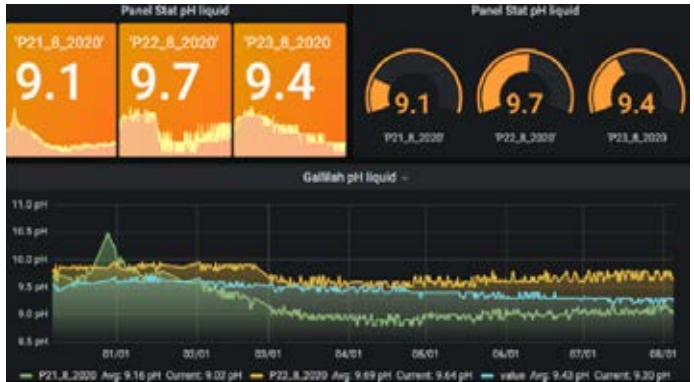 Panel Stat pH liquid
'P21_8_2020'
9.1
'P22_8_2020'
9.7
'P23_8_2020
9.4
Panel Stat pH liquid
9.1
9.7
9.4
'P21_8_2020'
'P22_8_2020'
'P23_8_2020
Gallilah pH liquid
11.0 pH
10.5 pH
10.0 pH
9.5 pH
9.0 pH
8.5 pH
01/01
02/01
03/01
04/01
05/01
06/01
07/01
08/01
P21_8_2020 Avg: 9.16 pH Current: 9.02 pH P22_8_2020 Avg: 9.69 pH Current: 9.64 pH value Avg: 9.43 pH Current: 9.30 pH